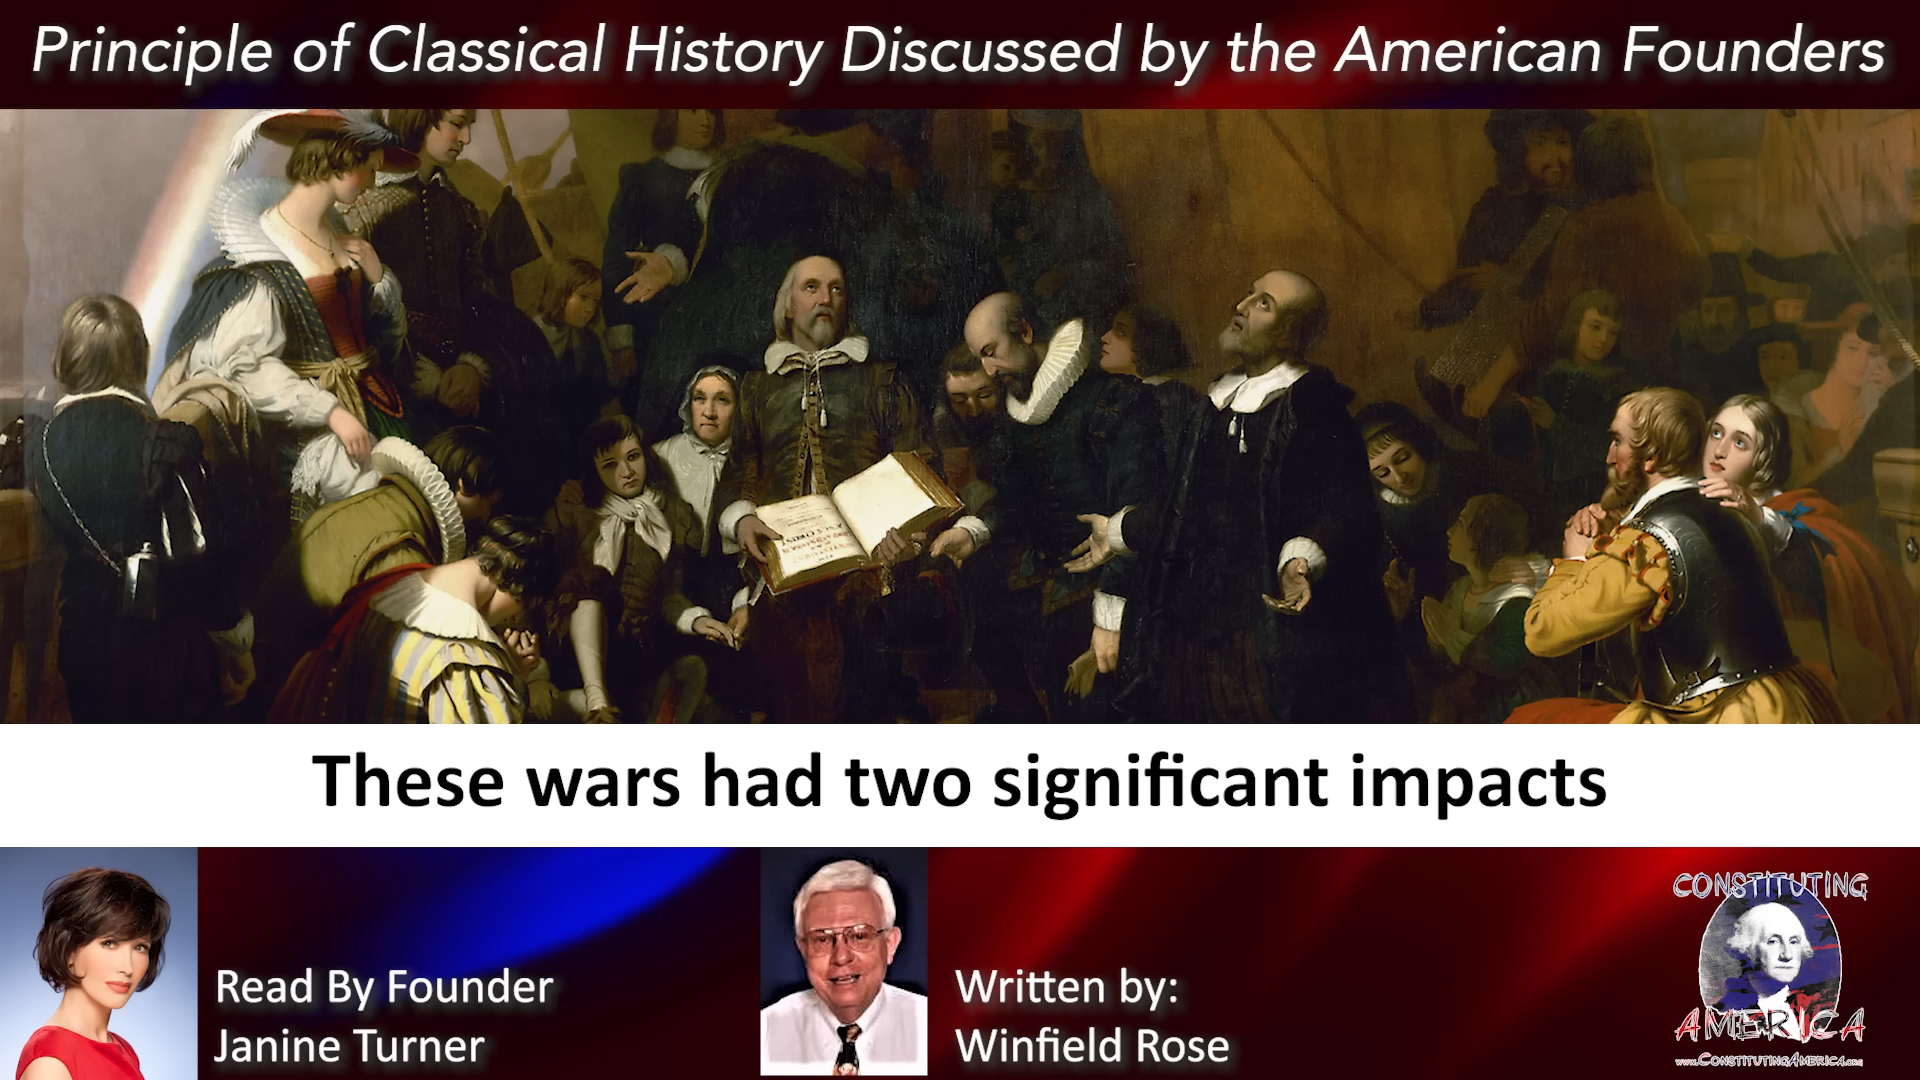 Principle of Classical History Discussed by the American Founders
These wars had two significant impacts
Read By Founder
Janine Turner
Written by:
Winfield Rose
CONSTITUTING
AMERICA
www.ConstitutingAmerica.org